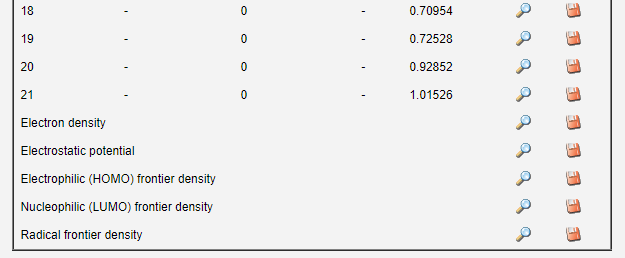 18 - 0 - 0.70954
19 - 0 - 0.72528
20 - 0 - 0.92852
21 - 0 - 1.01526
Electron density
Electrostatic potential
Electrophilic (HOMO) frontier density
Nucleophilic (LUMO) frontier density
Radical frontier density